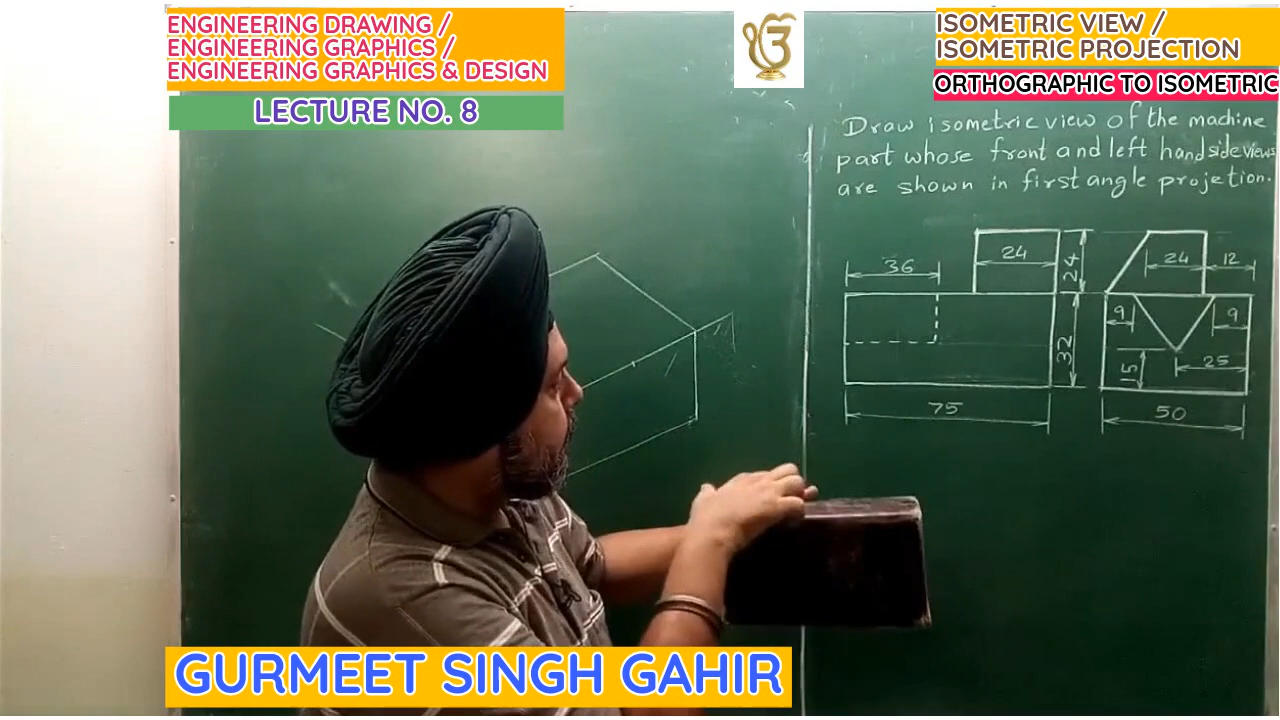 ENGINEERING DRAWING /
ENGINEERING GRAPHICS /
ENGINEERING GRAPHICS & DESIGN
LECTURE NO. 8
ੴ
ISOMETRIC VIEW /
ISOMETRIC PROJECTION
ORTHOGRAPHIC TO ISOMETRIC
Draw isometric view of the machine
part whose front and left hand side views
are shown in first angle projetion.
36
24
24
24
12
9
9
32
15
25
75
50
GURMEET SINGH GAHIR